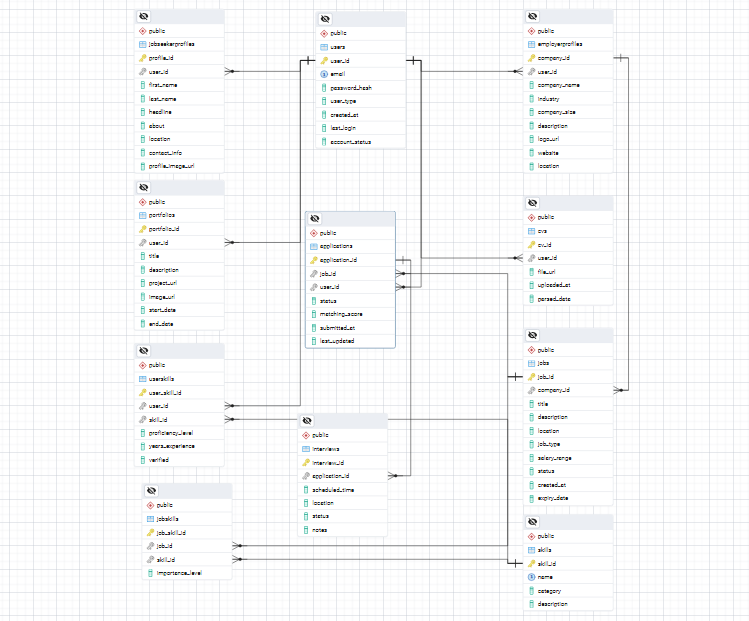 public
jobseekerprofiles
profile_id
user_id
first_name
last_name
headline
about
location
contact_info
profile_image_url
public
users
user_id
email
password_hash
user_type
created_at
last_login
account_status
public
employerprofiles
company_id
user_id
company_name
industry
company_size
description
logo_url
website
location
public
portfolios
portfolio_id
user_id
title
description
project_url
image_url
start_date
end_date
public
applications
application_id
job_id
user_id
status
matching_score
submitted_at
last_updated
public
cvs
cv_id
user_id
file_url
uploaded_at
parsed_data
public
userskills
user_skill_id
user_id
skill_id
proficiency_level
years_experience
verified
public
interviews
interview_id
application_id
scheduled_time
location
status
notes
public
jobs
job_id
company_id
title
description
location
job_type
salary_range
status
created_at
expiry_date
public
jobskills
job_skill_id
job_id
skill_id
importance_level
public
skills
skill_id
name
category
description